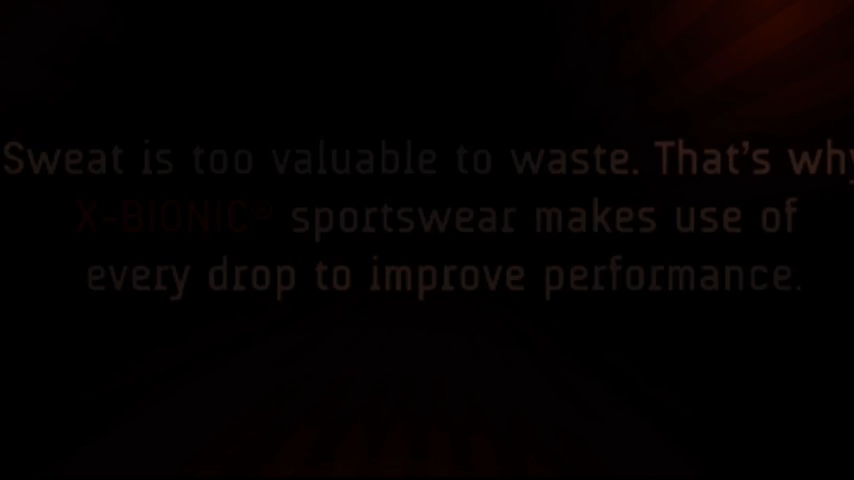 Sweat is too valuable to waste. That's why
X-BIONIC® sportswear makes use of
every drop to improve performance.